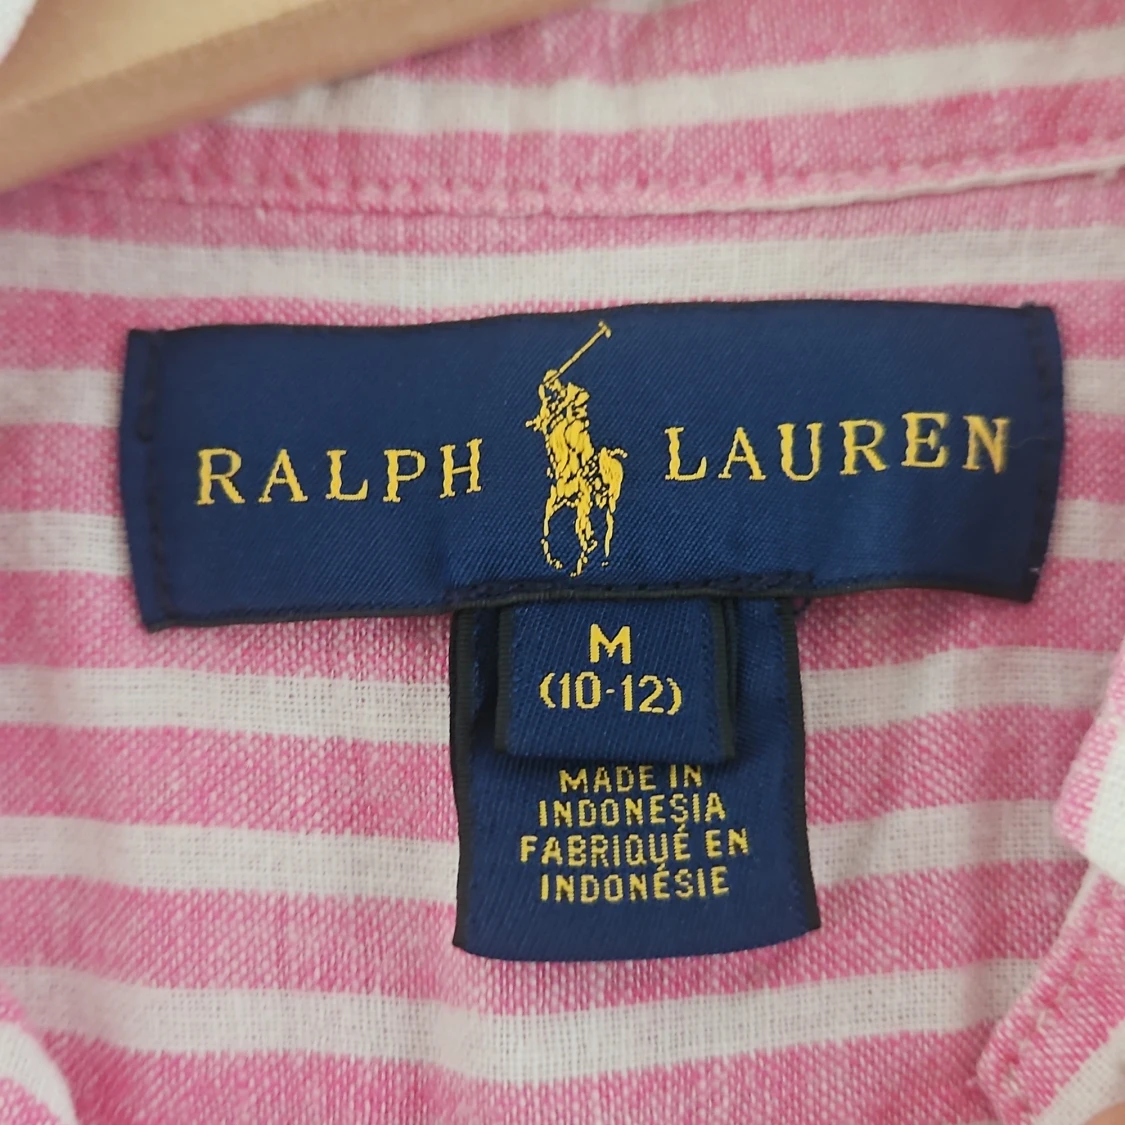 RALPH LAUREN
M
(10-12)
MADE IN
INDONESIA
FABRIQUÉ EN
INDONÉSIE